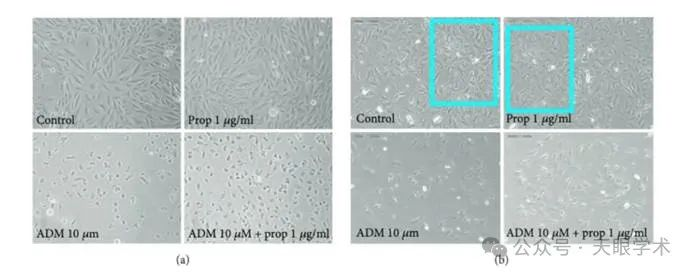 Control
Prop 1 µg/ml
Control
Prop 1 µg/ml
ADM 10 µm
ADM 10 µM + prop 1 µg/ml
ADM 10 µm
ADM 10 µM + prop 1 µg/ml
(a)
(b)
公众号 · 天眼学术